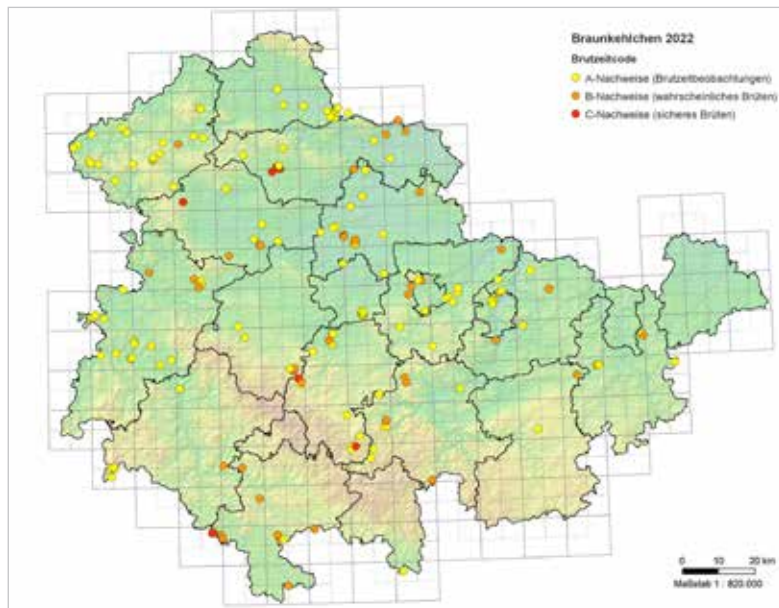 Braunkehlchen 2022
Brutzeitcode
A-Nachweise (Brutzeitbeobachtungen)
B-Nachweise (wahrscheinliches Brüten)
C-Nachweise (sicheres Brüten)
0 10 20 km
Maßstab 1 : 820.000